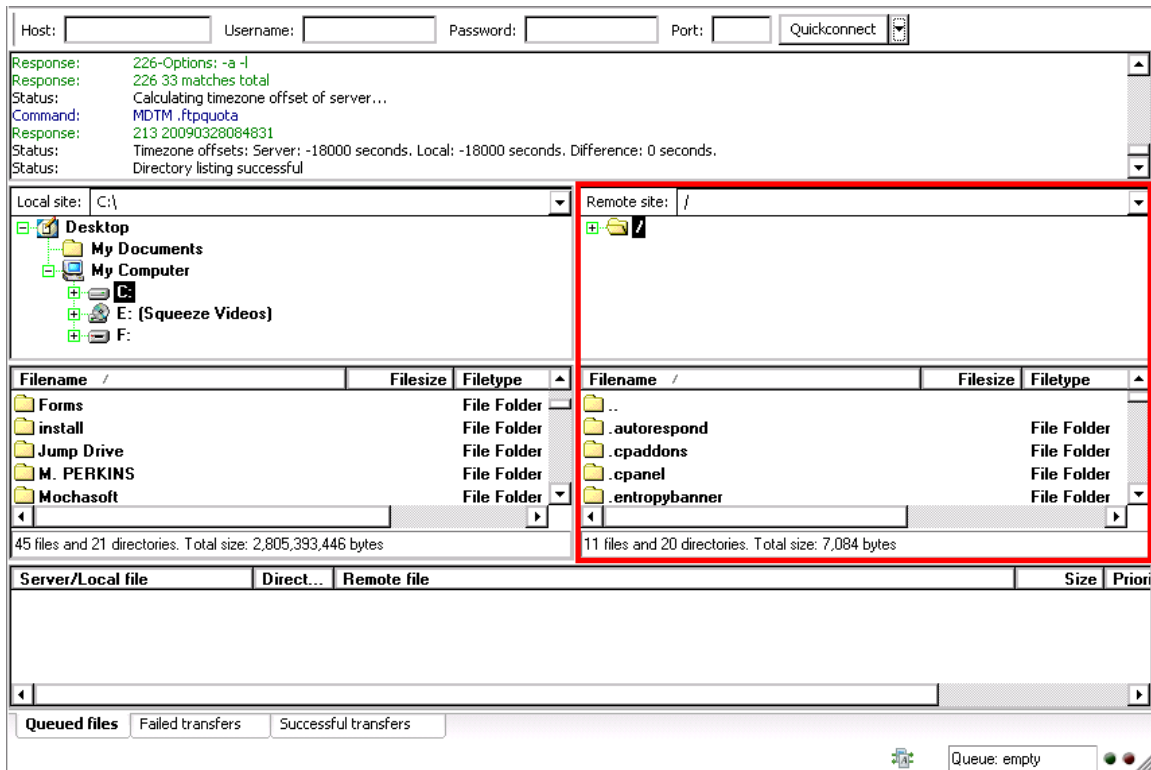 Host: Username: Password: Port: Quickconnect
Response: 226-Options: -a -l
Response: 226 33 matches total
Status: Calculating timezone offset of server...
Command: MDTM .ftpquota
Response: 213 20090328084831
Status: Timezone offsets: Server: -18000 seconds. Local: -18000 seconds. Difference: 0 seconds.
Status: Directory listing successful
Local site: C:\
Desktop
My Documents
My Computer
C:
E: (Squeeze Videos)
F:
Filename / Filesize Filetype
Forms File Folder
install File Folder
Jump Drive File Folder
M. PERKINS File Folder
Mochasoft File Folder
45 files and 21 directories. Total size: 2,805,393,446 bytes
Remote site: /
/
Filename / Filesize Filetype
..
.autorespond File Folder
.cpaddons File Folder
.cpanel File Folder
.entropybanner File Folder
11 files and 20 directories. Total size: 7,084 bytes
Server/Local file Direct... Remote file Size Priori
Queued files Failed transfers Successful transfers
Queue: empty